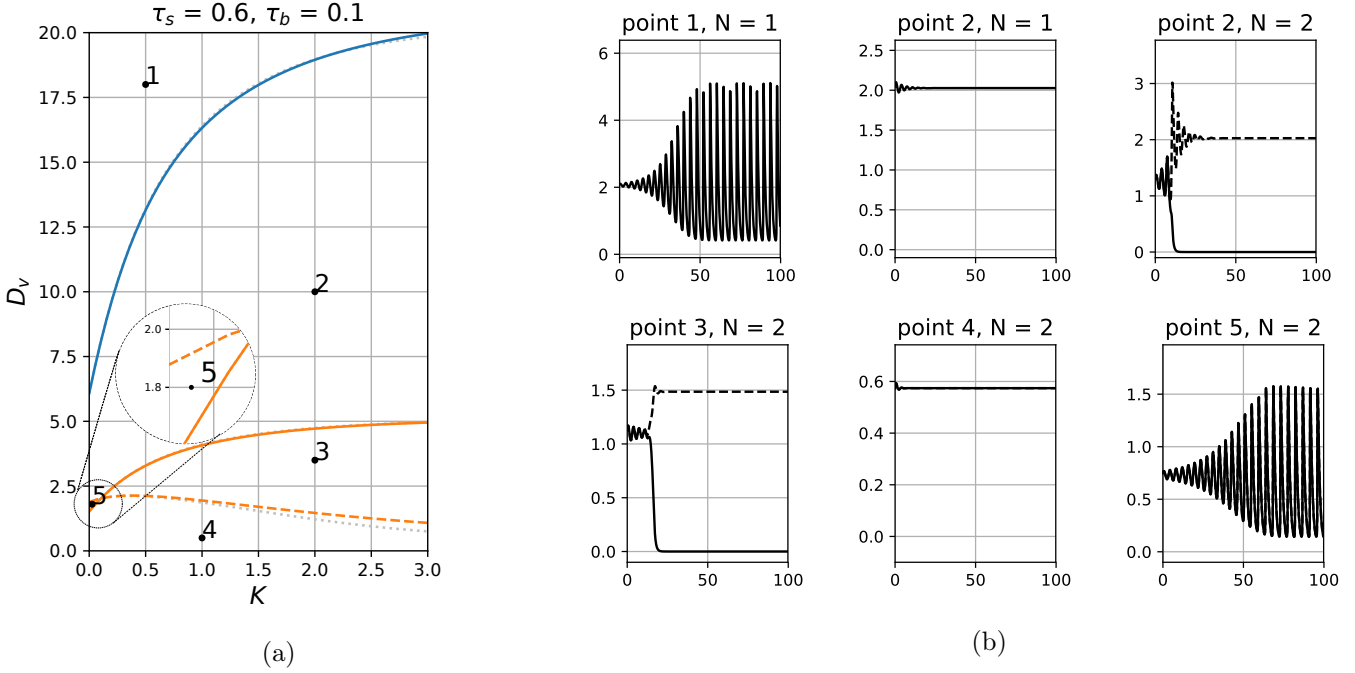 τ_s = 0.6, τ_b = 0.1
20.0
17.5
15.0
12.5
10.0
7.5
5.0
2.5
0.0
D_v
1
2
2.0
5
1.8
3
5
4
0.0 0.5 1.0 1.5 2.0 2.5 3.0
K
(a)
point 1, N = 1
6
4
2
0
0 50 100
point 2, N = 1
2.5
2.0
1.5
1.0
0.5
0.0
0 50 100
point 2, N = 2
3
2
1
0
0 50 100
point 3, N = 2
1.5
1.0
0.5
0.0
0 50 100
point 4, N = 2
0.6
0.4
0.2
0.0
0 50 100
point 5, N = 2
1.5
1.0
0.5
0.0
0 50 100
(b)